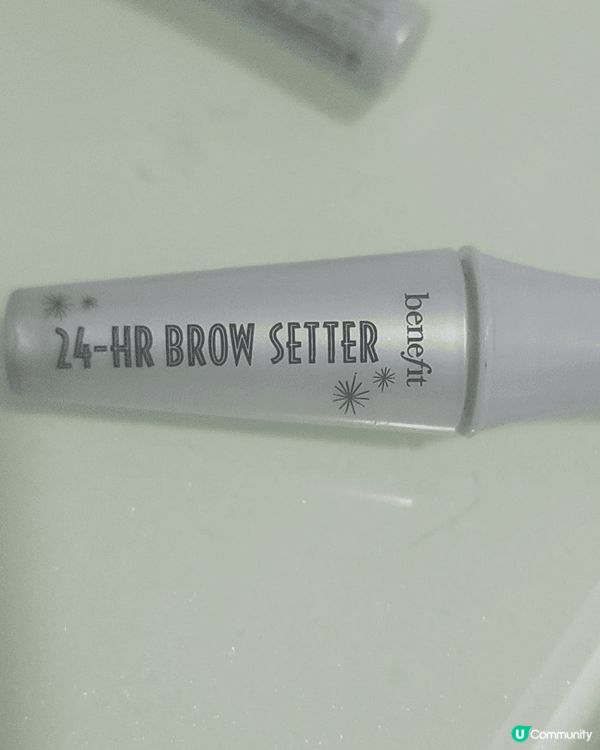 24-HR BROW SETTER
benefit
U Community